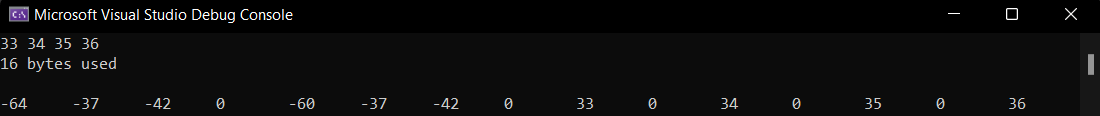 Microsoft Visual Studio Debug Console
33 34 35 36
16 bytes used
-64 -37 -42 0 -60 -37 -42 0 33 0 34 0 35 0 36